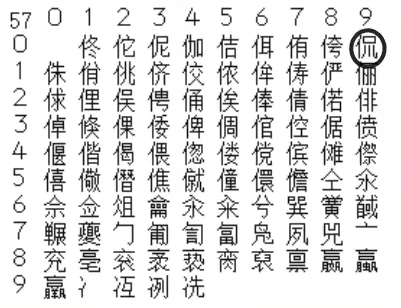 57 0 1 2 3 4 5 6 7 8 9
0 佟 佗 伲 伽 佶 佴 侑 侉 侃
1 侏 佾 佻 侪 佼 侬 侔 俦 俨 俪
2 俅 俚 俣 俜 俑 俟 俸 倩 偌 俳
3 倬 倏 倮 倭 俾 倜 倌 倥 倨 偾
4 偃 偕 偈 偎 偬 偻 傥 傧 傩 傺
5 僖 儆 僭 僬 僦 僮 儇 儋 仝 氽
6 佘 佥 俎 龠 汆 籴 兮 巽 黉 馘
7 冁 夔 勹 匍 訇 匐 凫 夙 兕 亠
8 兖 亳 衮 袤 亵 脔 裒 禀 嬴 蠃
9 羸 冫 冱 冽 冼